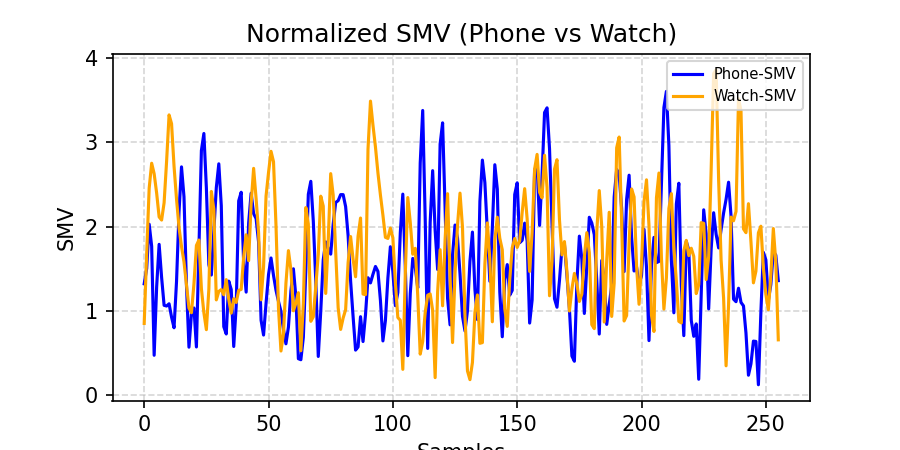 Normalized SMV (Phone vs Watch)
Phone-SMV
Watch-SMV
SMV
4
3
2
1
0
0 50 100 150 200 250
Samples